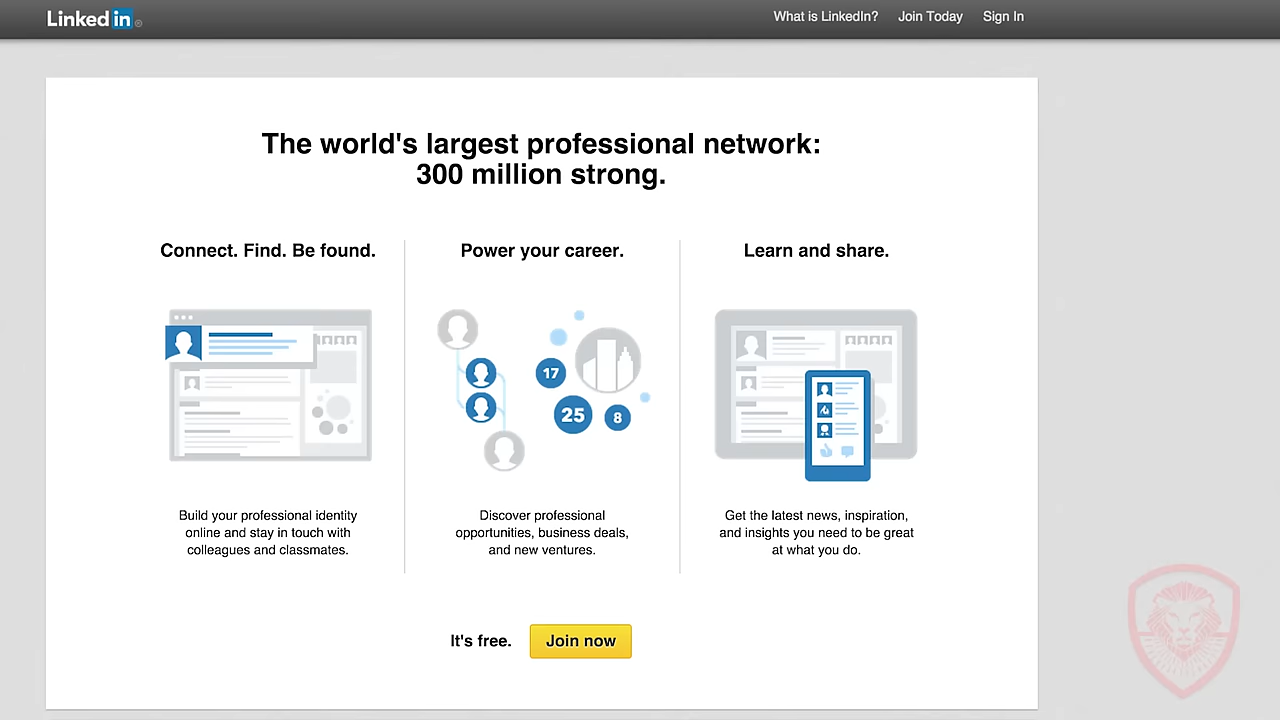 Linked in ®
What is LinkedIn? Join Today Sign In
The world's largest professional network:
300 million strong.
Connect. Find. Be found.
Power your career.
Learn and share.
17
25
8
Build your professional identity
online and stay in touch with
colleagues and classmates.
Discover professional
opportunities, business deals,
and new ventures.
Get the latest news, inspiration,
and insights you need to be great
at what you do.
It's free. Join now